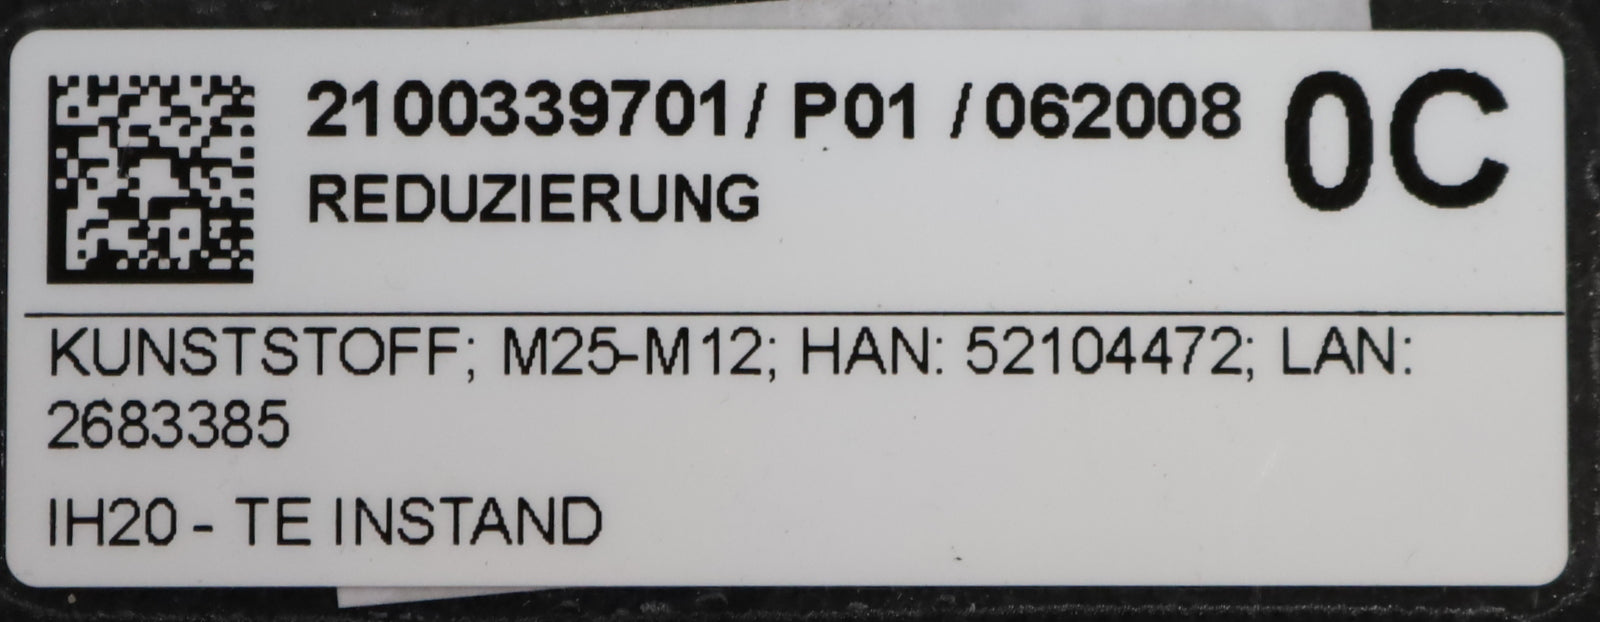 2100339701/ P01 /062008 0C
REDUZIERUNG
KUNSTSTOFF; M25-M12; HAN: 52104472; LAN:
2683385
IH20 - TE INSTAND